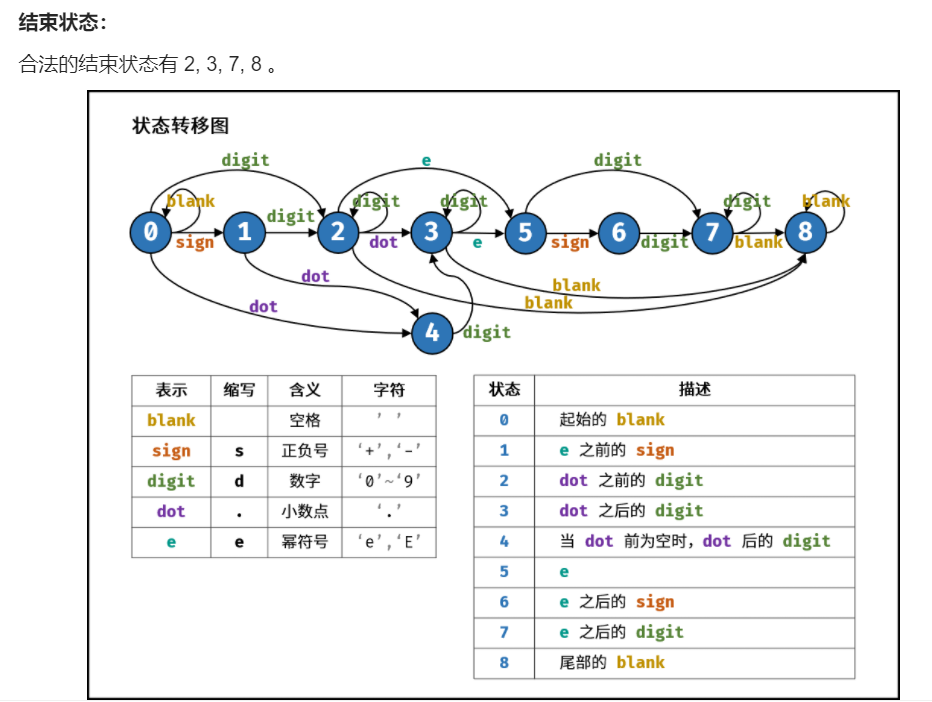 结束状态：
合法的结束状态有 2, 3, 7, 8 。
状态转移图
digit e digit
blank digit digit digit blank
digit
0 1 2 3 5 6 7 8
sign dot e sign digit blank
dot
blank
dot blank
4 digit
表示 缩写 含义 字符
blank 空格 ' '
sign s 正负号 '+','-'
digit d 数字 '0'~'9'
dot . 小数点 '.'
e e 幂符号 'e','E'
状态 描述
0 起始的 blank
1 e 之前的 sign
2 dot 之前的 digit
3 dot 之后的 digit
4 当 dot 前为空时，dot 后的 digit
5 e
6 e 之后的 sign
7 e 之后的 digit
8 尾部的 blank